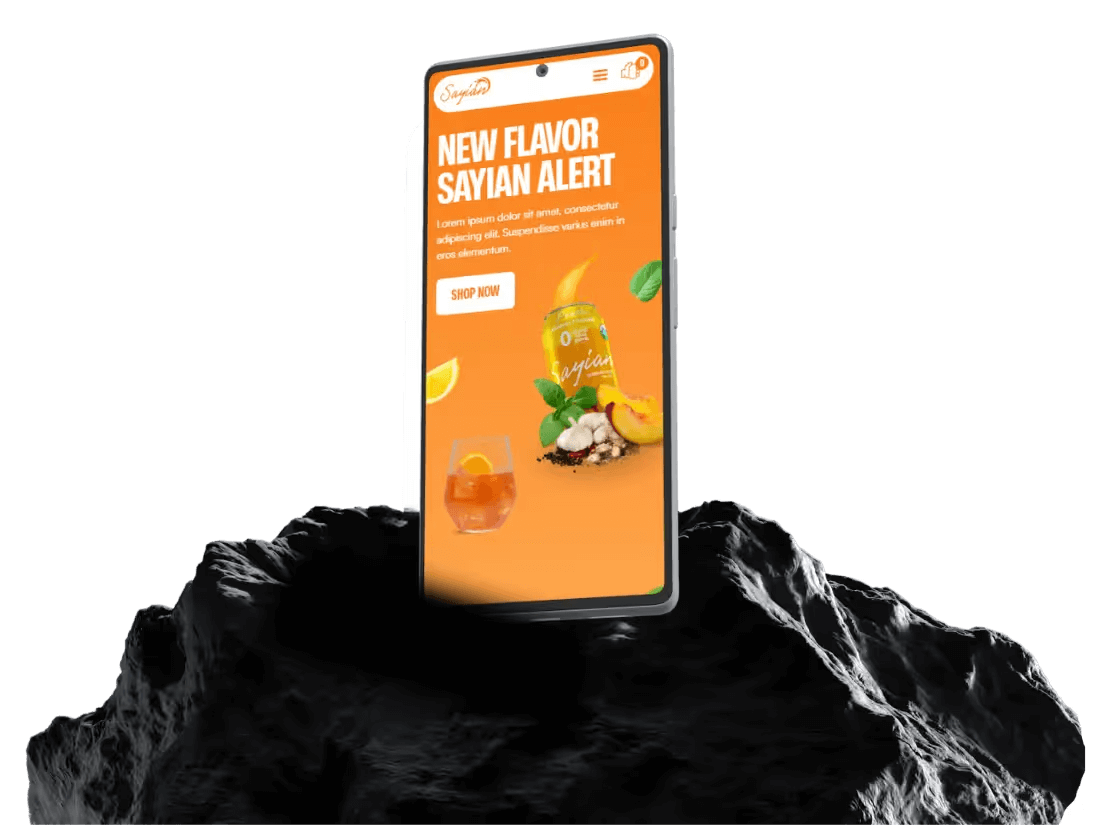 Sayian
0
NEW FLAVOR
SAYIAN ALERT
Lorem ipsum dolor sit amet, consectetur
adipiscing elit. Suspendisse varius enim in
eros elementum.
SHOP NOW
Sayian